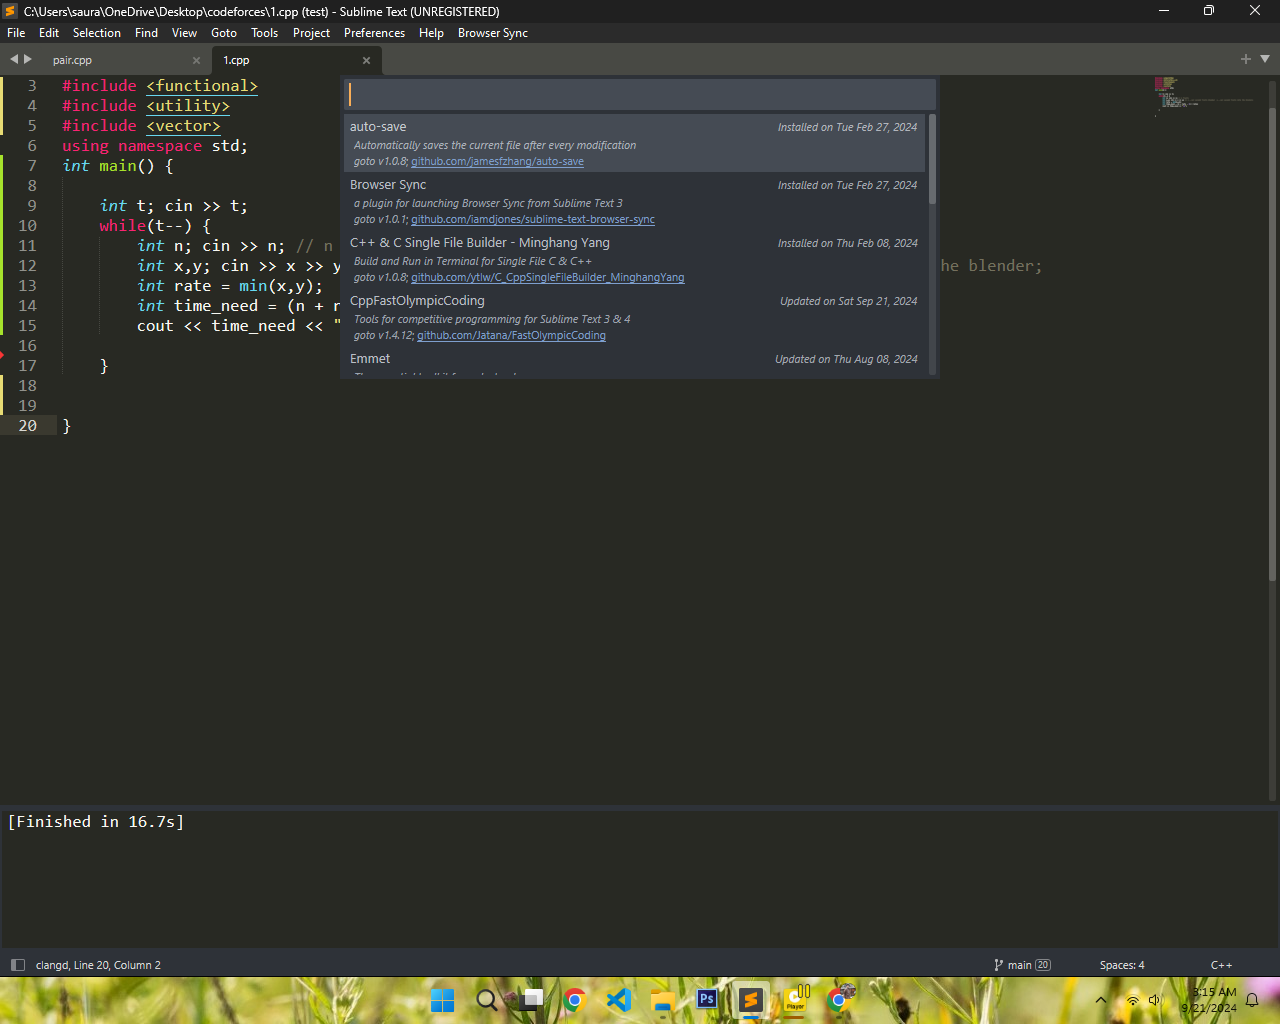 C:\Users\saura\OneDrive\Desktop\codeforces\1.cpp (test) - Sublime Text (UNREGISTERED)
File Edit Selection Find View Goto Tools Project Preferences Help Browser Sync
pair.cpp
1.cpp
3 #include <functional>
4 #include <utility>
5 #include <vector>
6 using namespace std;
7 int main() {
8
9 int t; cin >> t;
10 while(t--) {
11 int n; cin >> n; // n
12 int x,y; cin >> x >> y he blender;
13 int rate = min(x,y);
14 int time_need = (n + r
15 cout << time_need << "
16
17 }
18
19
20 }
auto-save Installed on Tue Feb 27, 2024
Automatically saves the current file after every modification
goto v1.0.8; github.com/jamesfzhang/auto-save
Browser Sync Installed on Tue Feb 27, 2024
a plugin for launching Browser Sync from Sublime Text 3
goto v1.0.1; github.com/iamdjones/sublime-text-browser-sync
C++ & C Single File Builder - Minghang Yang Installed on Thu Feb 08, 2024
Build and Run in Terminal for Single File C & C++
goto v1.0.8; github.com/ytlw/C_CppSingleFileBuilder_MinghangYang
CppFastOlympicCoding Updated on Sat Sep 21, 2024
Tools for competitive programming for Sublime Text 3 & 4
goto v1.4.12; github.com/Jatana/FastOlympicCoding
Emmet Updated on Thu Aug 08, 2024
[Finished in 16.7s]
clangd, Line 20, Column 2 main 20 Spaces: 4 C++
Ps
Player
3:15 AM
9/21/2024